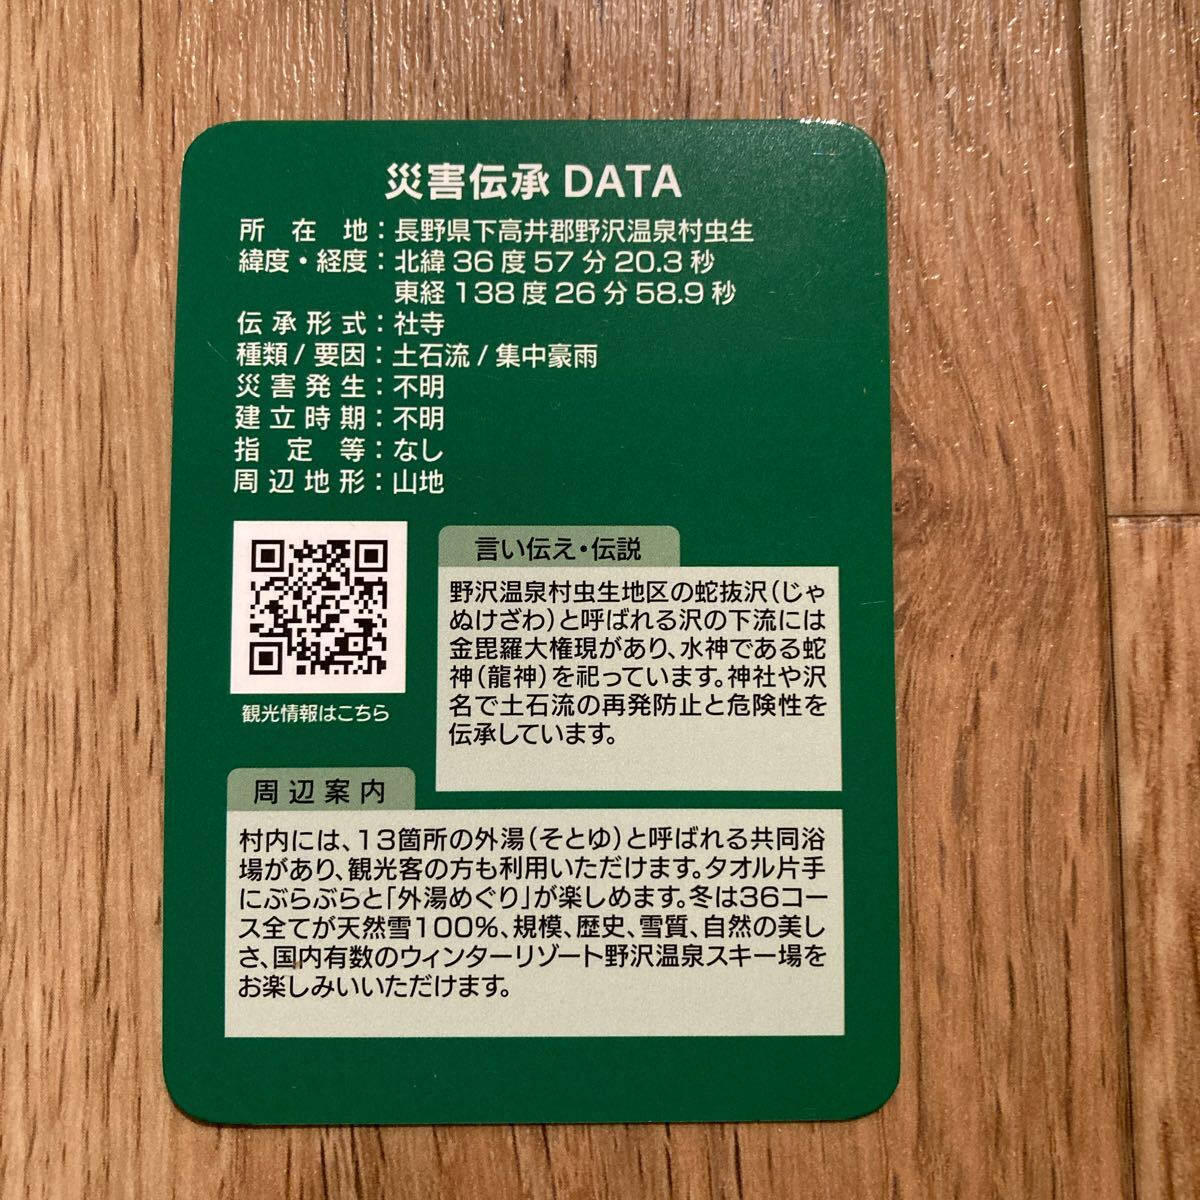 災害伝承 DATA
所在地：長野県下高井郡野沢温泉村虫生
緯度・経度：北緯 36 度 57 分 20.3 秒
東経 138 度 26 分 58.9 秒
伝承形式：社寺
種類/要因：土石流 / 集中豪雨
災害発生：不明
建立時期：不明
指定等：なし
周辺地形：山地
観光情報はこちら
言い伝え・伝説
野沢温泉村虫生地区の蛇抜沢（じゃ
ぬけざわ）と呼ばれる沢の下流には
金毘羅大権現があり、水神である蛇
神（龍神）を祀っています。神社や沢
名で土石流の再発防止と危険性を
伝承しています。
周辺案内
村内には、13箇所の外湯（そとゆ）と呼ばれる共同浴
場があり、観光客の方も利用いただけます。タオル片手
にぶらぶらと「外湯めぐり」が楽しめます。冬は36コー
ス全てが天然雪100%、規模、歴史、雪質、自然の美し
さ、国内有数のウィンターリゾート野沢温泉スキー場を
お楽しみいいただけます。